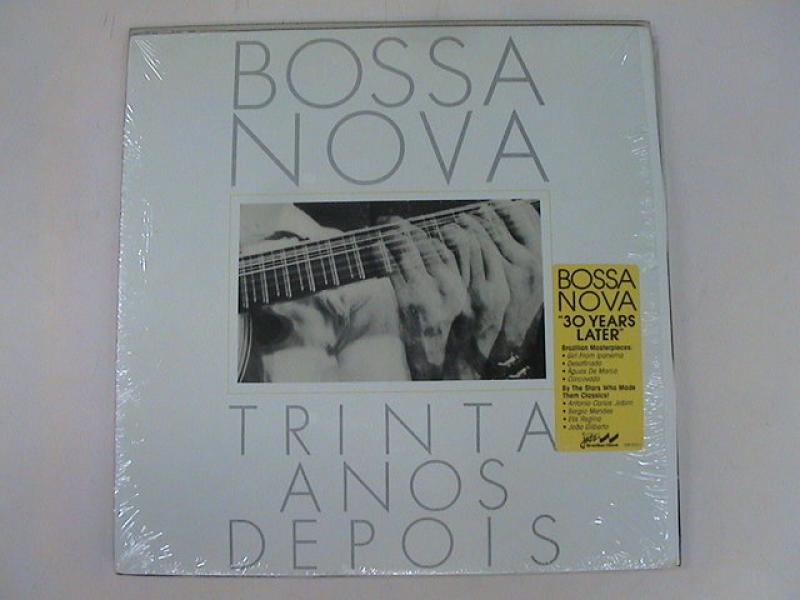 BOSSA
NOVA
TRINTA
ANOS
DEPOIS
BOSSA
NOVA
"30 YEARS
LATER"
Brazilian Masterpieces:
• Girl From Ipanema
• Desafinado
• Águas De Março
• Corcovado
By The Stars Who Made
Them Classics!
• Antonio Carlos Jobim
• Sergio Mendes
• Elis Regina
• João Gilberto